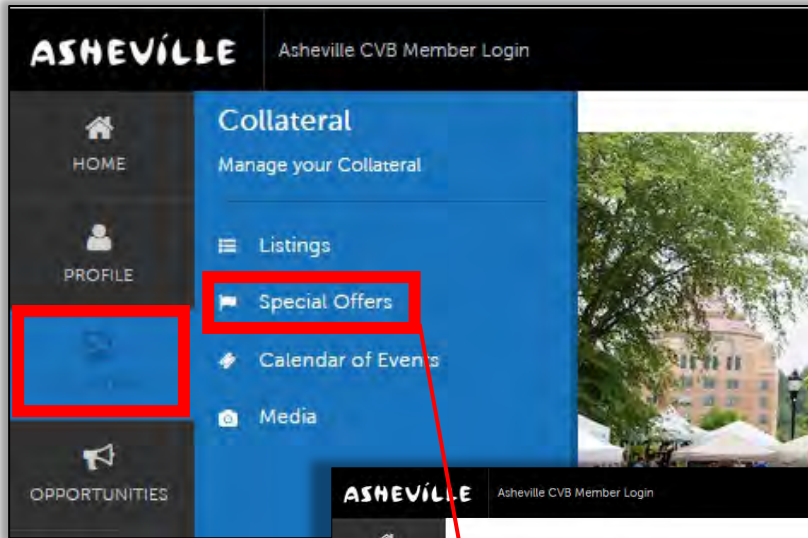 ASHEVILLE
Asheville CVB Member Login
HOME
PROFILE
OPPORTUNITIES
Collateral
Manage your Collateral
Listings
Special Offers
Calendar of Events
Media
ASHEVILLE
Asheville CVB Member Login